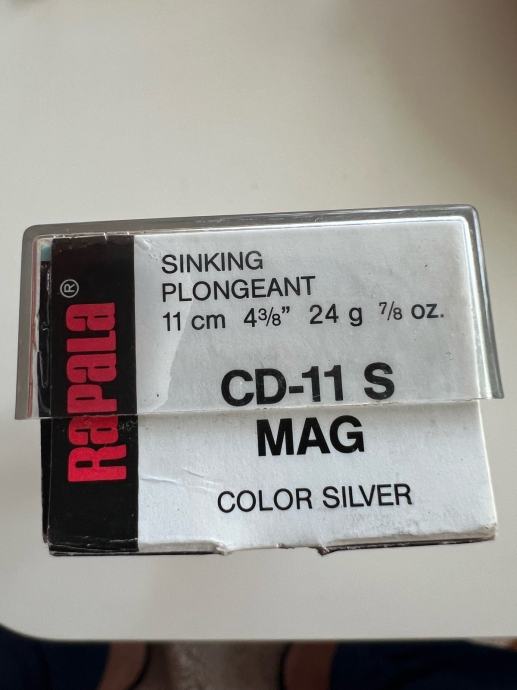 Rapala®
SINKING
PLONGEANT
11 cm 4⅜" 24 g ⅞ oz.
CD-11 S
MAG
COLOR SILVER